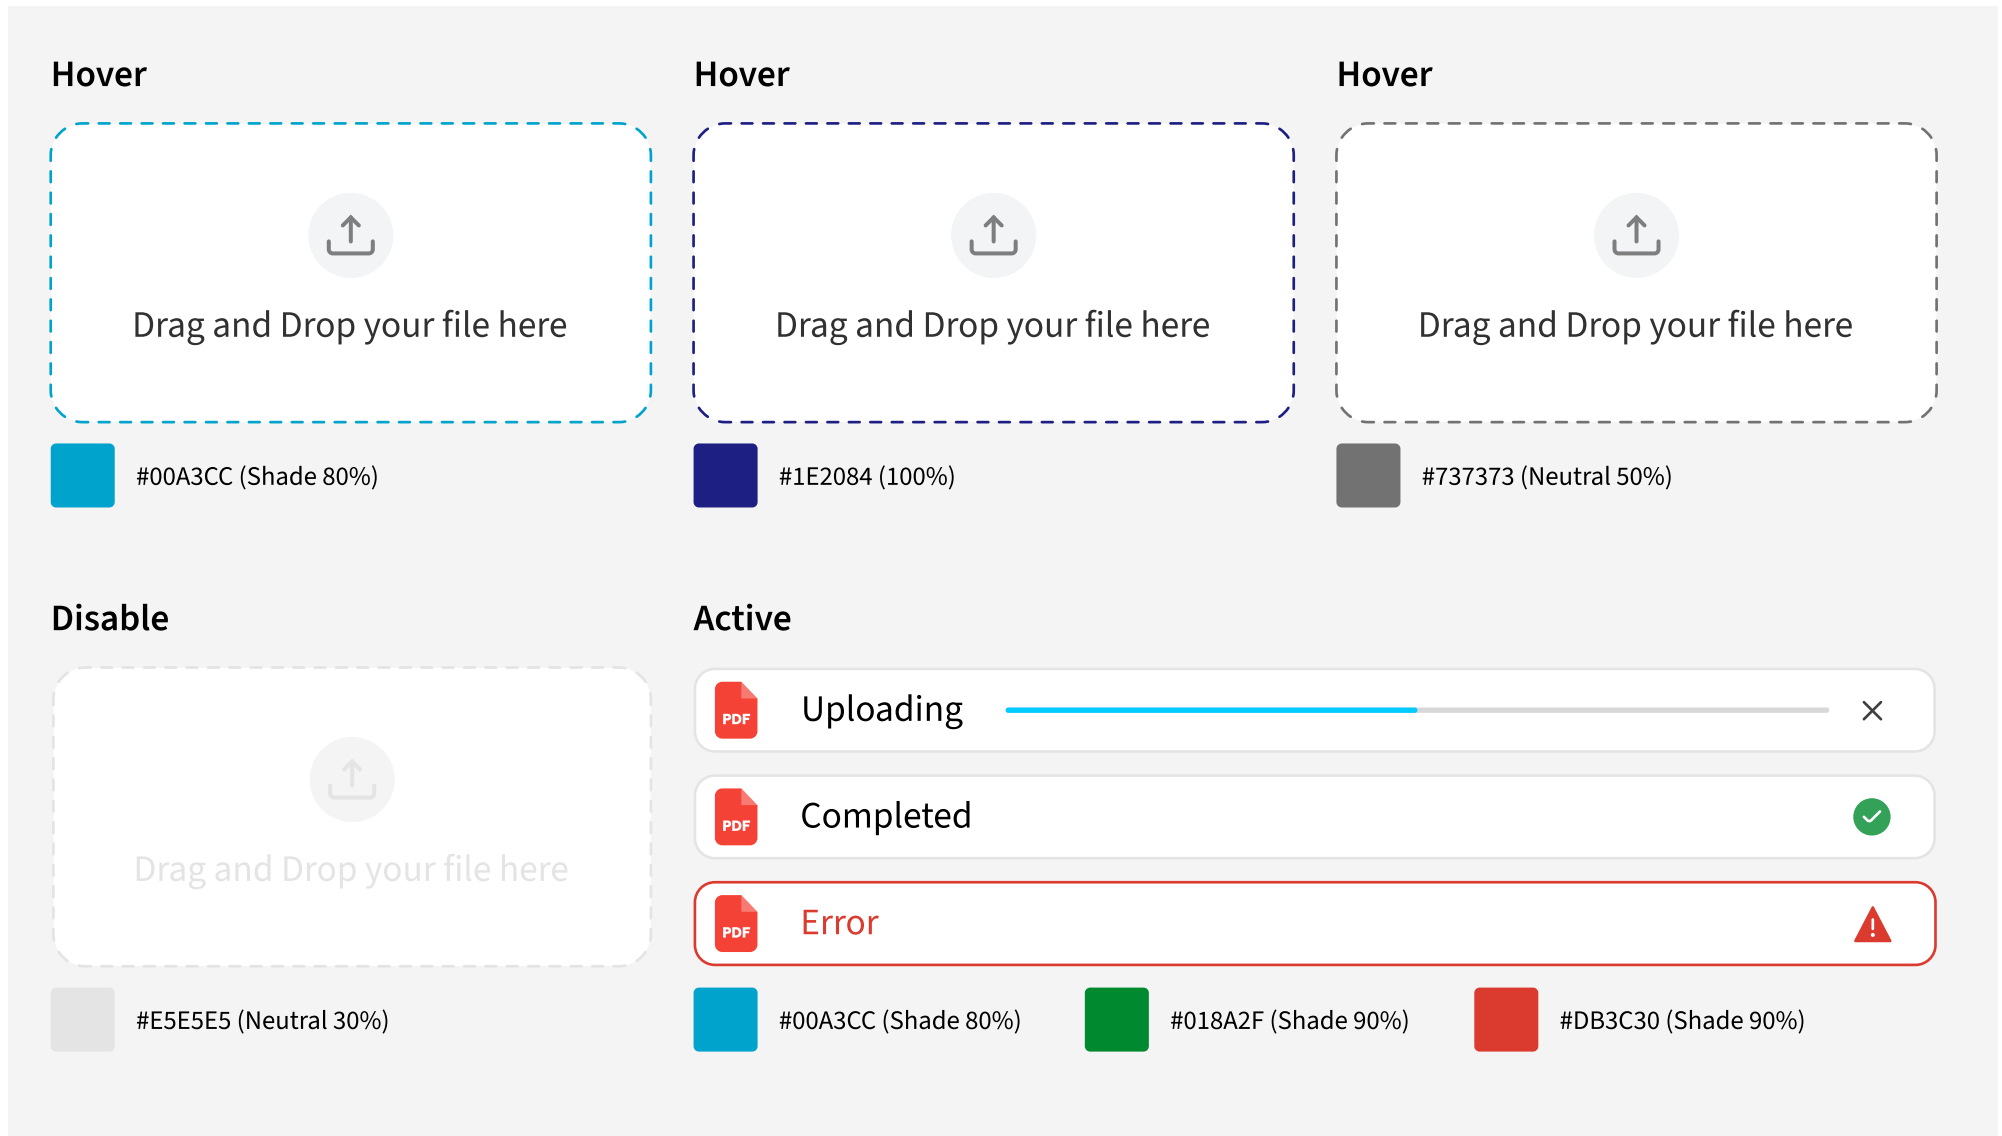 Hover
Hover
Hover
Drag and Drop your file here
Drag and Drop your file here
Drag and Drop your file here
#00A3CC (Shade 80%)
#1E2084 (100%)
#737373 (Neutral 50%)
Disable
Active
Drag and Drop your file here
PDF
Uploading
PDF
Completed
PDF
Error
#E5E5E5 (Neutral 30%)
#00A3CC (Shade 80%)
#018A2F (Shade 90%)
#DB3C30 (Shade 90%)